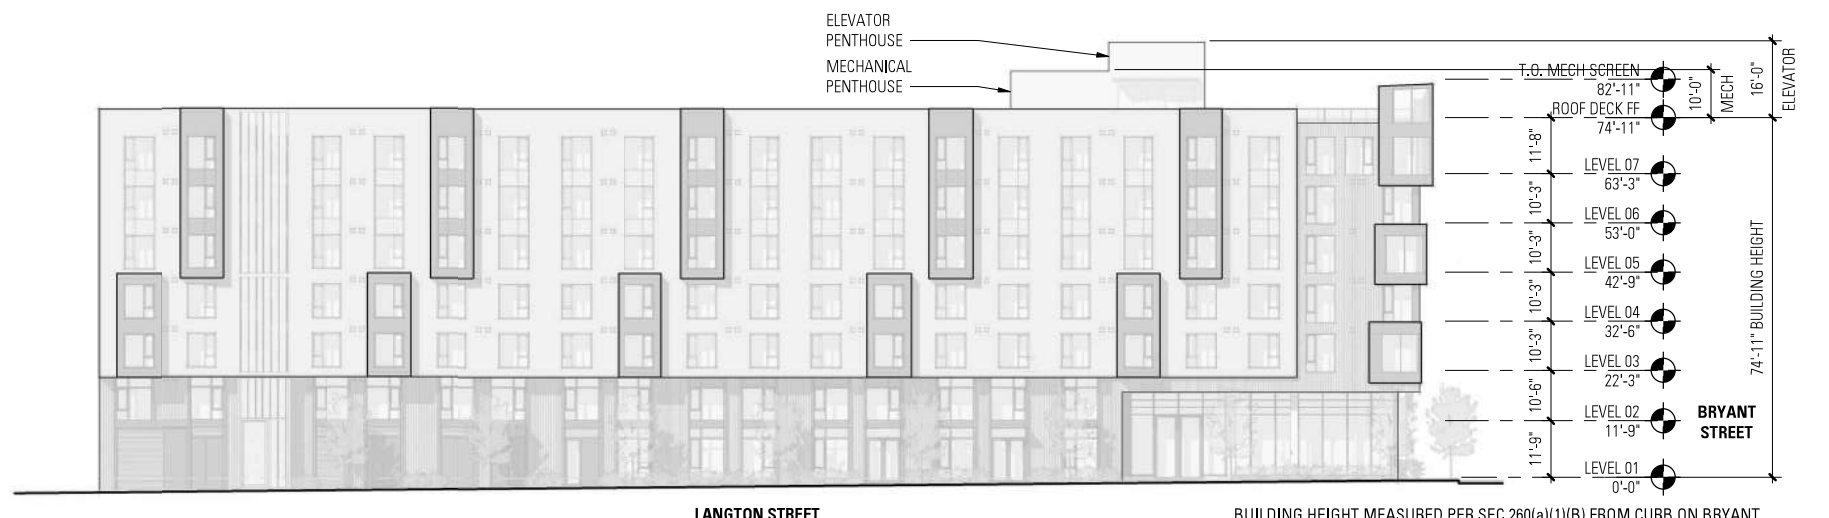 ELEVATOR
PENTHOUSE
MECHANICAL
PENTHOUSE
T.O. MECH SCREEN
82'-11"
ROOF DECK FF
74'-11"
LEVEL 07
63'-3"
LEVEL 06
53'-0"
LEVEL 05
42'-9"
LEVEL 04
32'-6"
LEVEL 03
22'-3"
LEVEL 02
11'-9"
LEVEL 01
0'-0"
11'-8"
10'-3"
10'-3"
10'-3"
10'-3"
10'-6"
11'-9"
10'-0"
MECH
16'-0"
ELEVATOR
74'-11" BUILDING HEIGHT
BRYANT
STREET
LANGTON STREET
BUILDING HEIGHT MEASURED PER SEC 260(a)(1)(B) FROM CURB ON BRYANT